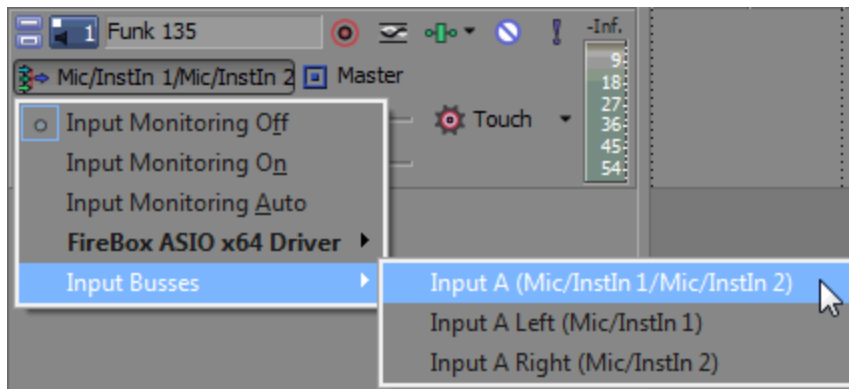 1 Funk 135 -Inf.
Mic/InstIn 1/Mic/InstIn 2 Master
9
18
27
36
45
54
Touch
Input Monitoring Off
Input Monitoring On
Input Monitoring Auto
FireBox ASIO x64 Driver
Input Busses
Input A (Mic/InstIn 1/Mic/InstIn 2)
Input A Left (Mic/InstIn 1)
Input A Right (Mic/InstIn 2)